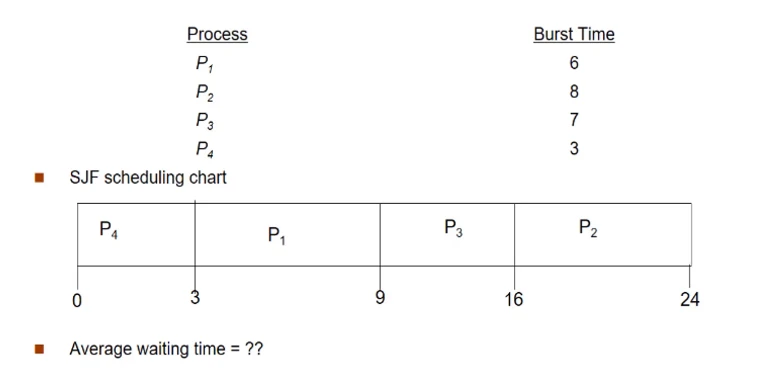 Process Burst Time
P1 6
P2 8
P3 7
P4 3
■ SJF scheduling chart
P4 P1 P3 P2
0 3 9 16 24
■ Average waiting time = ??